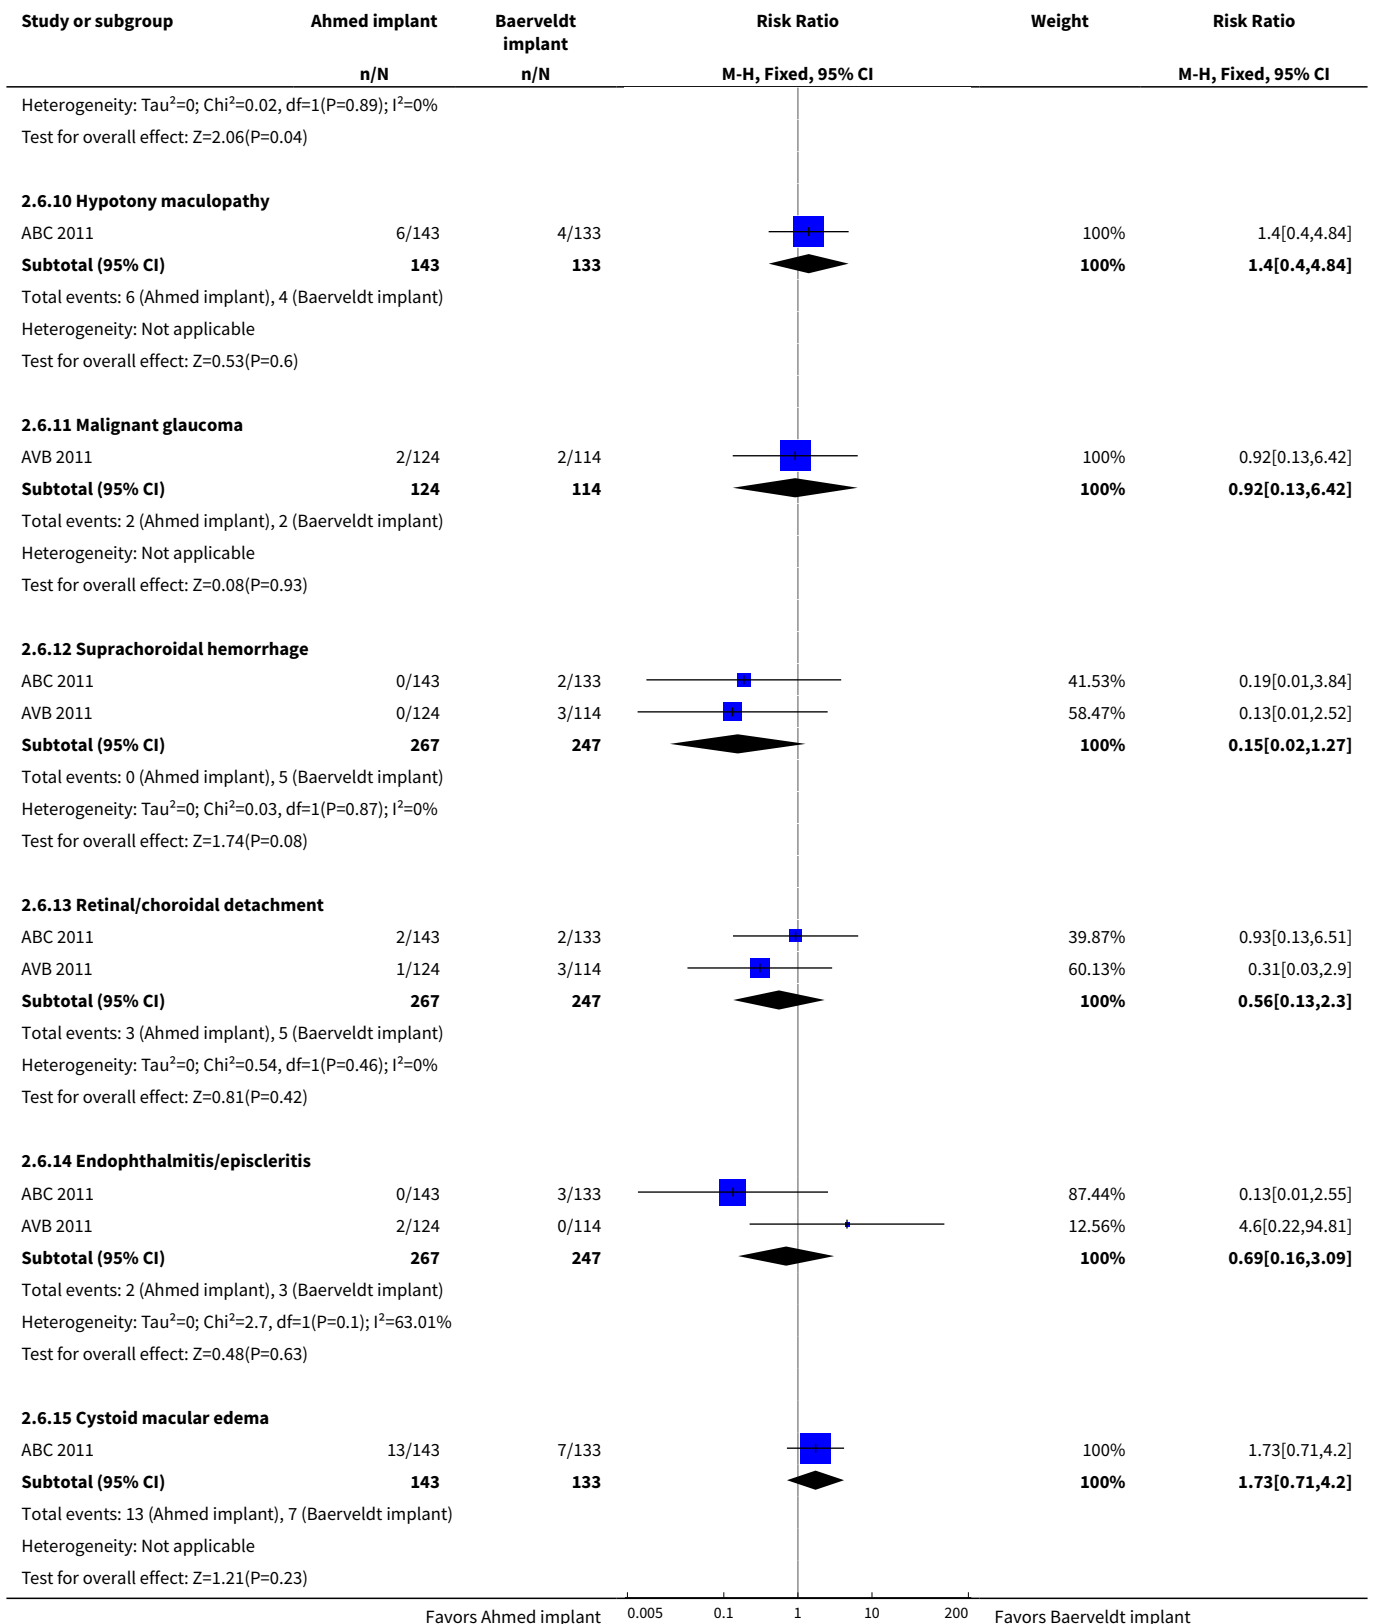 Study or subgroup Ahmed implant Baerveldt implant Risk Ratio Weight Risk Ratio
n/N n/N M-H, Fixed, 95% CI M-H, Fixed, 95% CI
Heterogeneity: Tau²=0; Chi²=0.02, df=1(P=0.89); I²=0%
Test for overall effect: Z=2.06(P=0.04)
2.6.10 Hypotony maculopathy
ABC 2011 6/143 4/133 100% 1.4[0.4,4.84]
Subtotal (95% CI) 143 133 100% 1.4[0.4,4.84]
Total events: 6 (Ahmed implant), 4 (Baerveldt implant)
Heterogeneity: Not applicable
Test for overall effect: Z=0.53(P=0.6)
2.6.11 Malignant glaucoma
AVB 2011 2/124 2/114 100% 0.92[0.13,6.42]
Subtotal (95% CI) 124 114 100% 0.92[0.13,6.42]
Total events: 2 (Ahmed implant), 2 (Baerveldt implant)
Heterogeneity: Not applicable
Test for overall effect: Z=0.08(P=0.93)
2.6.12 Suprachoroidal hemorrhage
ABC 2011 0/143 2/133 41.53% 0.19[0.01,3.84]
AVB 2011 0/124 3/114 58.47% 0.13[0.01,2.52]
Subtotal (95% CI) 267 247 100% 0.15[0.02,1.27]
Total events: 0 (Ahmed implant), 5 (Baerveldt implant)
Heterogeneity: Tau²=0; Chi²=0.03, df=1(P=0.87); I²=0%
Test for overall effect: Z=1.74(P=0.08)
2.6.13 Retinal/choroidal detachment
ABC 2011 2/143 2/133 39.87% 0.93[0.13,6.51]
AVB 2011 1/124 3/114 60.13% 0.31[0.03,2.9]
Subtotal (95% CI) 267 247 100% 0.56[0.13,2.3]
Total events: 3 (Ahmed implant), 5 (Baerveldt implant)
Heterogeneity: Tau²=0; Chi²=0.54, df=1(P=0.46); I²=0%
Test for overall effect: Z=0.81(P=0.42)
2.6.14 Endophthalmitis/episcleritis
ABC 2011 0/143 3/133 87.44% 0.13[0.01,2.55]
AVB 2011 2/124 0/114 12.56% 4.6[0.22,94.81]
Subtotal (95% CI) 267 247 100% 0.69[0.16,3.09]
Total events: 2 (Ahmed implant), 3 (Baerveldt implant)
Heterogeneity: Tau²=0; Chi²=2.7, df=1(P=0.1); I²=63.01%
Test for overall effect: Z=0.48(P=0.63)
2.6.15 Cystoid macular edema
ABC 2011 13/143 7/133 100% 1.73[0.71,4.2]
Subtotal (95% CI) 143 133 100% 1.73[0.71,4.2]
Total events: 13 (Ahmed implant), 7 (Baerveldt implant)
Heterogeneity: Not applicable
Test for overall effect: Z=1.21(P=0.23)
Favors Ahmed implant 0.005 0.1 1 10 200 Favors Baerveldt implant